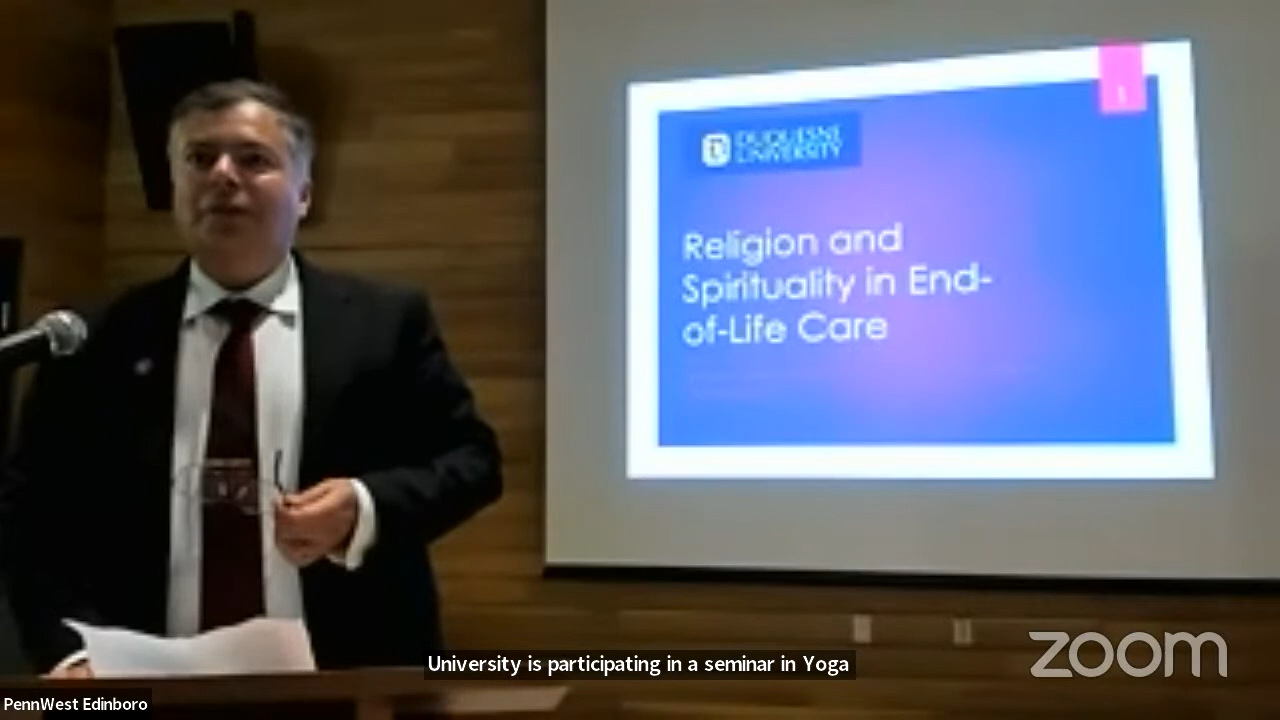 DUQUESNE
UNIVERSITY
Religion and
Spirituality in End-
of-Life Care
University is participating in a seminar in Yoga
zoom
PennWest Edinboro